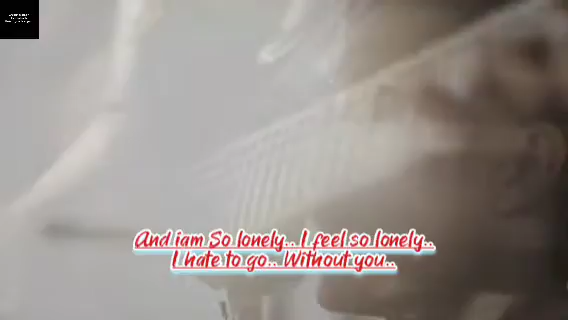 And iam So lonely.. I feel so lonely..
I hate to go.. Without you..